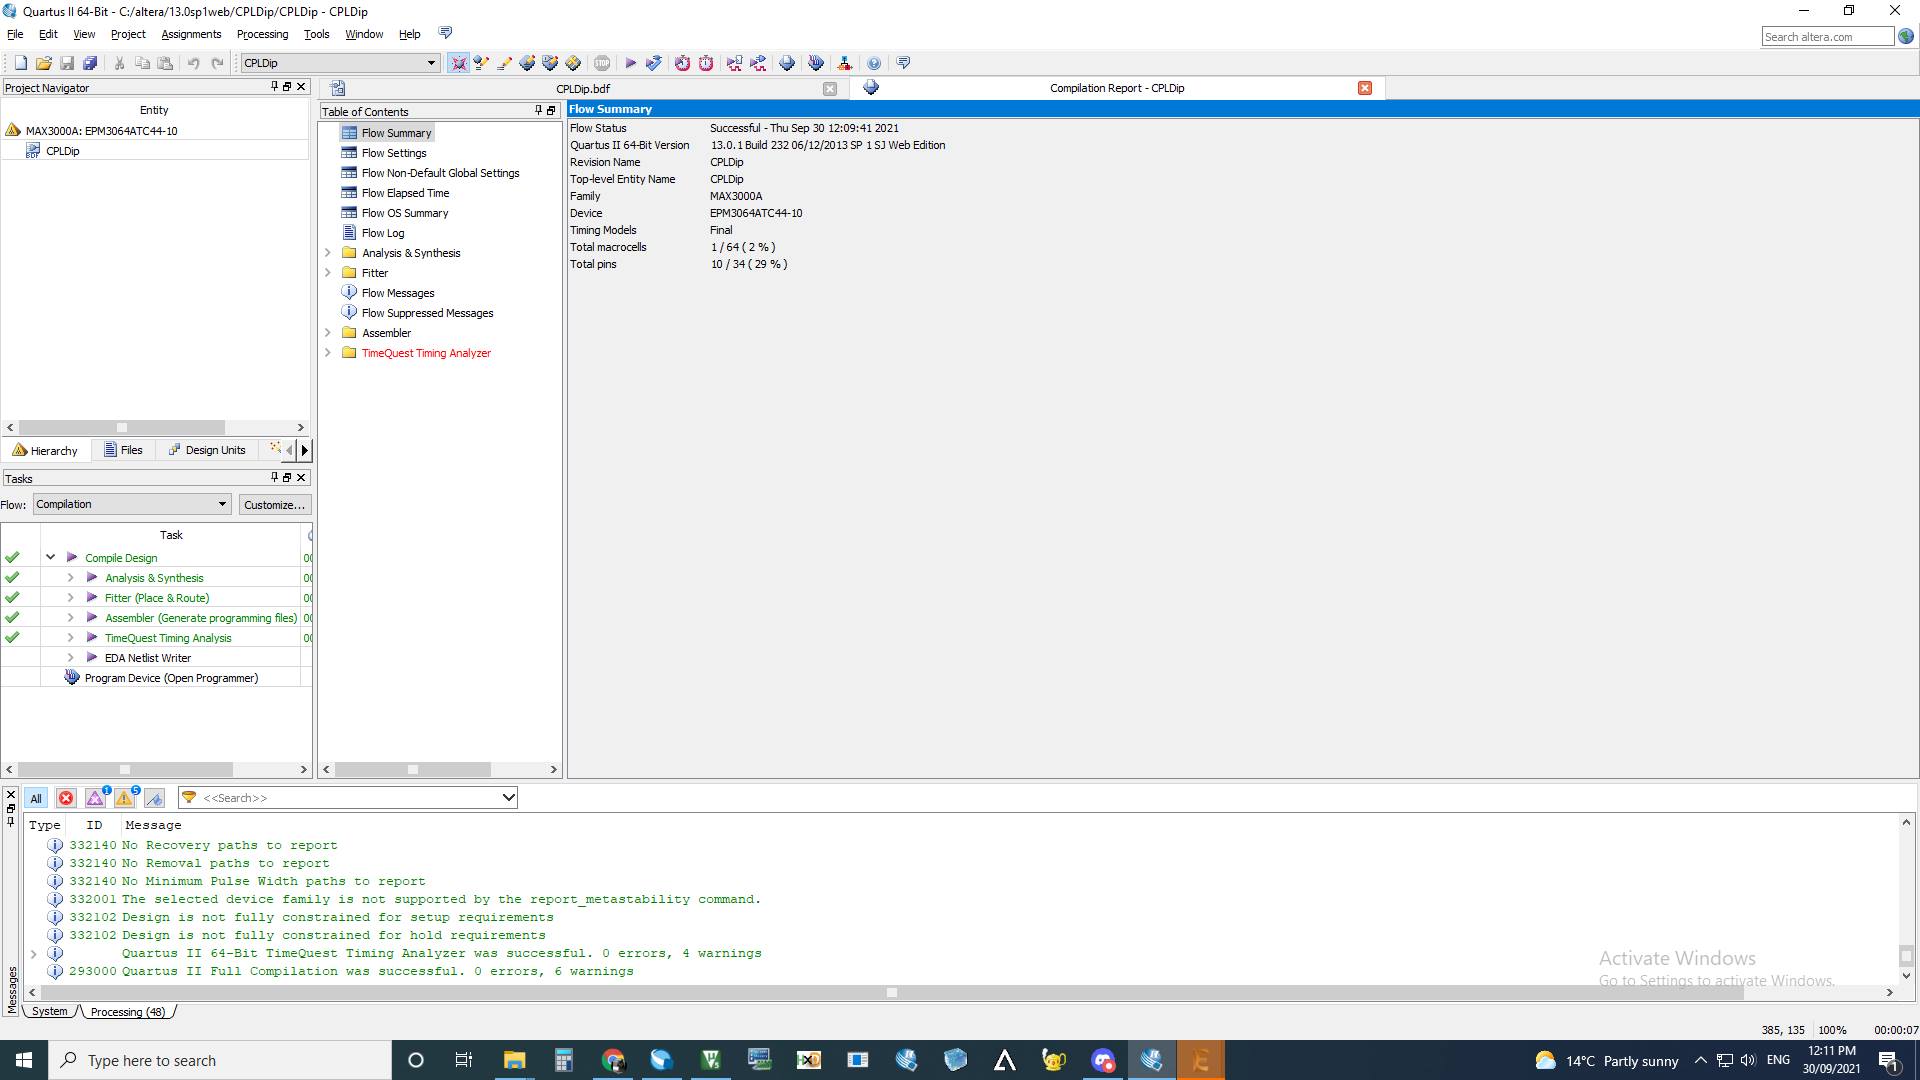 Quartus II 64-Bit - C:/altera/13.0sp1web/CPLDip/CPLDip - CPLDip
File Edit View Project Assignments Processing Tools Window Help
Search altera.com
CPLDip
Project Navigator
Entity
MAX3000A: EPM3064ATC44-10
CPLDip
Hierarchy Files Design Units
Tasks
Flow: Compilation Customize...
Task
Compile Design 00
Analysis & Synthesis 00
Fitter (Place & Route) 00
Assembler (Generate programming files) 00
TimeQuest Timing Analysis 00
EDA Netlist Writer
Program Device (Open Programmer)
CPLDip.bdf
Compilation Report - CPLDip
Table of Contents
Flow Summary
Flow Settings
Flow Non-Default Global Settings
Flow Elapsed Time
Flow OS Summary
Flow Log
Analysis & Synthesis
Fitter
Flow Messages
Flow Suppressed Messages
Assembler
TimeQuest Timing Analyzer
Flow Summary
Flow Status Successful - Thu Sep 30 12:09:41 2021
Quartus II 64-Bit Version 13.0.1 Build 232 06/12/2013 SP 1 SJ Web Edition
Revision Name CPLDip
Top-level Entity Name CPLDip
Family MAX3000A
Device EPM3064ATC44-10
Timing Models Final
Total macrocells 1 / 64 ( 2 % )
Total pins 10 / 34 ( 29 % )
All 1 5 <<Search>>
Type ID Message
332140 No Recovery paths to report
332140 No Removal paths to report
332140 No Minimum Pulse Width paths to report
332001 The selected device family is not supported by the report_metastability command.
332102 Design is not fully constrained for setup requirements
332102 Design is not fully constrained for hold requirements
Quartus II 64-Bit TimeQuest Timing Analyzer was successful. 0 errors, 4 warnings
293000 Quartus II Full Compilation was successful. 0 errors, 6 warnings
Messages
System Processing (48)
Activate Windows
Go to Settings to activate Windows.
385, 135 100% 00:00:07
Type here to search
14°C Partly sunny ENG
12:11 PM
30/09/2021
1